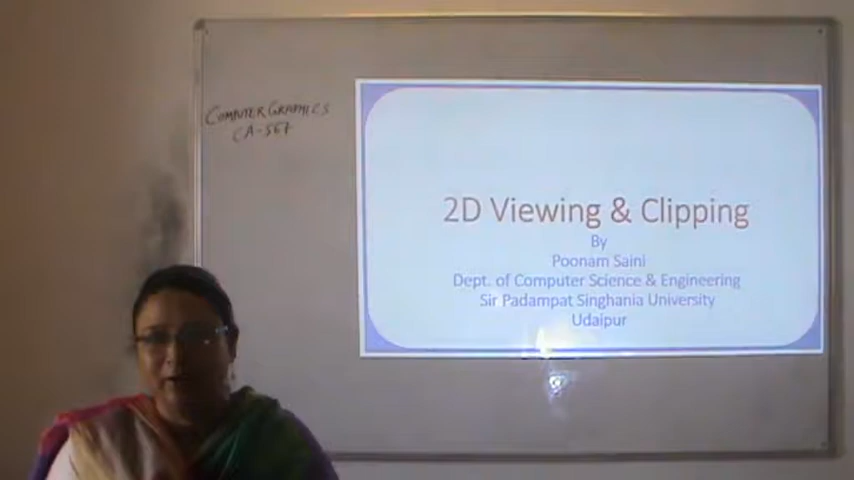 COMPUTER GRAPHICS
CA-567
2D Viewing & Clipping
By
Poonam Saini
Dept. of Computer Science & Engineering
Sir Padampat Singhania University
Udaipur